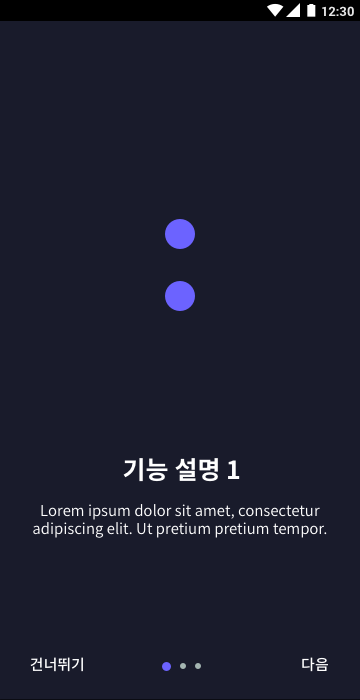 12:30
기능 설명 1
Lorem ipsum dolor sit amet, consectetur
adipiscing elit. Ut pretium pretium tempor.
건너뛰기
다음